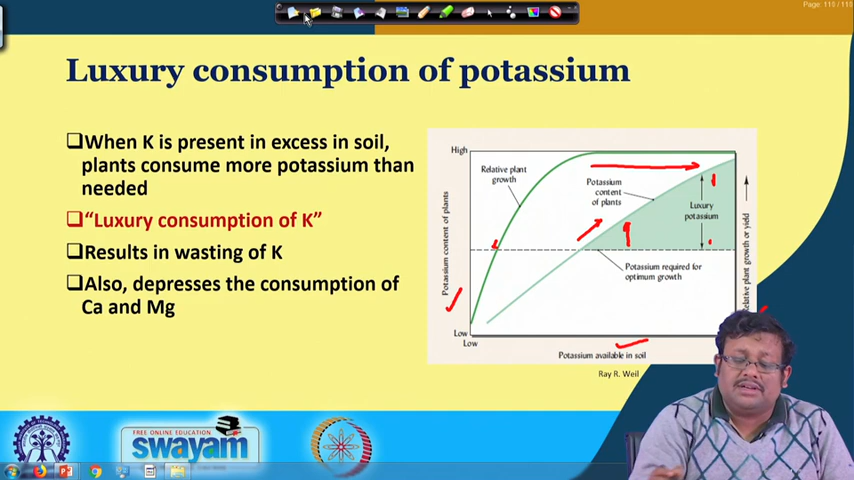 Page: 110 / 110
Luxury consumption of potassium
When K is present in excess in soil,
plants consume more potassium than
needed
“Luxury consumption of K”
Results in wasting of K
Also, depresses the consumption of
Ca and Mg
High
Relative plant
growth
Potassium
content
of plants
Luxury
potassium
Potassium required for
optimum growth
Potassium content of plants
Relative plant growth or yield
Low
Low
Potassium available in soil
Ray R. Weil
FREE ONLINE EDUCATION
swayam